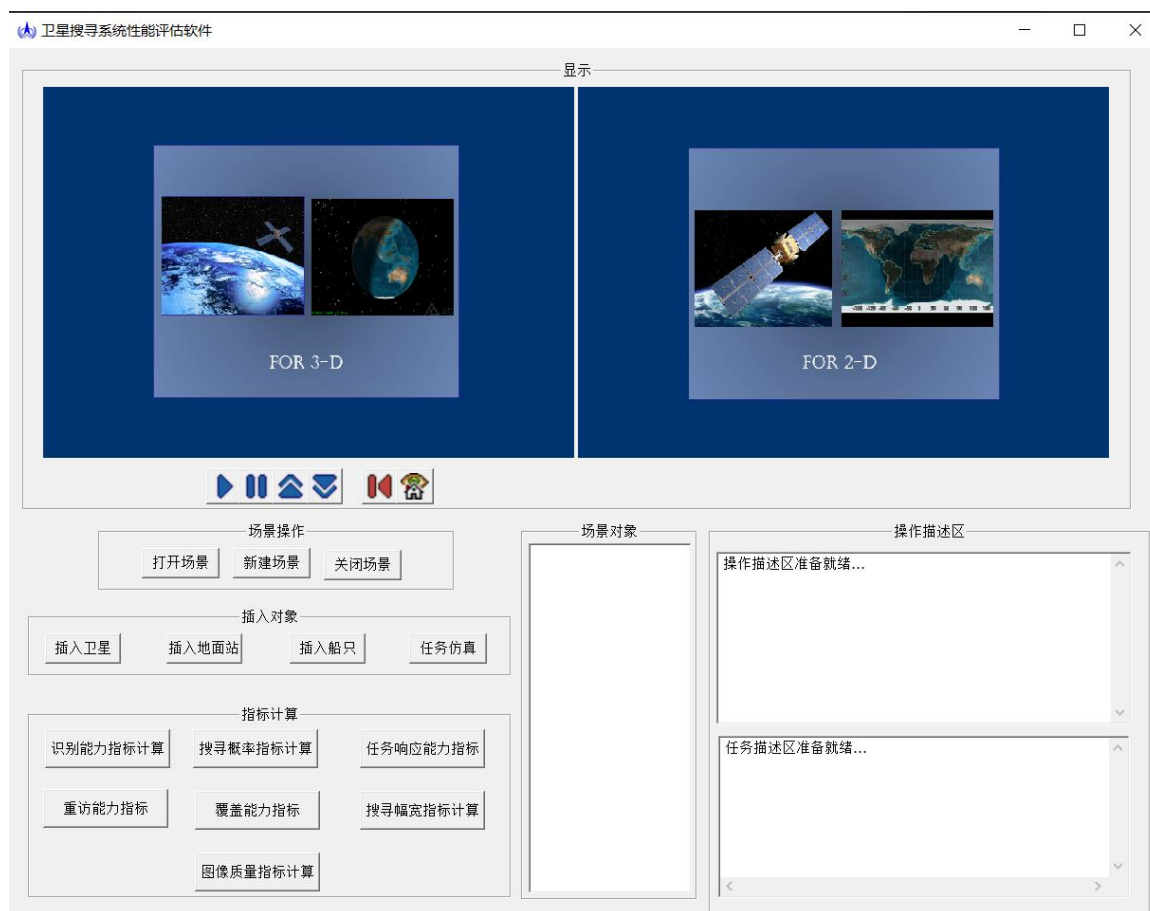 卫星搜寻系统性能评估软件
显示
FOR 3-D
FOR 2-D
场景操作
打开场景 新建场景 关闭场景
插入对象
插入卫星 插入地面站 插入船只 任务仿真
指标计算
识别能力指标计算 搜寻概率指标计算 任务响应能力指标
重访能力指标 覆盖能力指标 搜寻幅宽指标计算
图像质量指标计算
场景对象
操作描述区
操作描述区准备就绪...
任务描述区准备就绪...